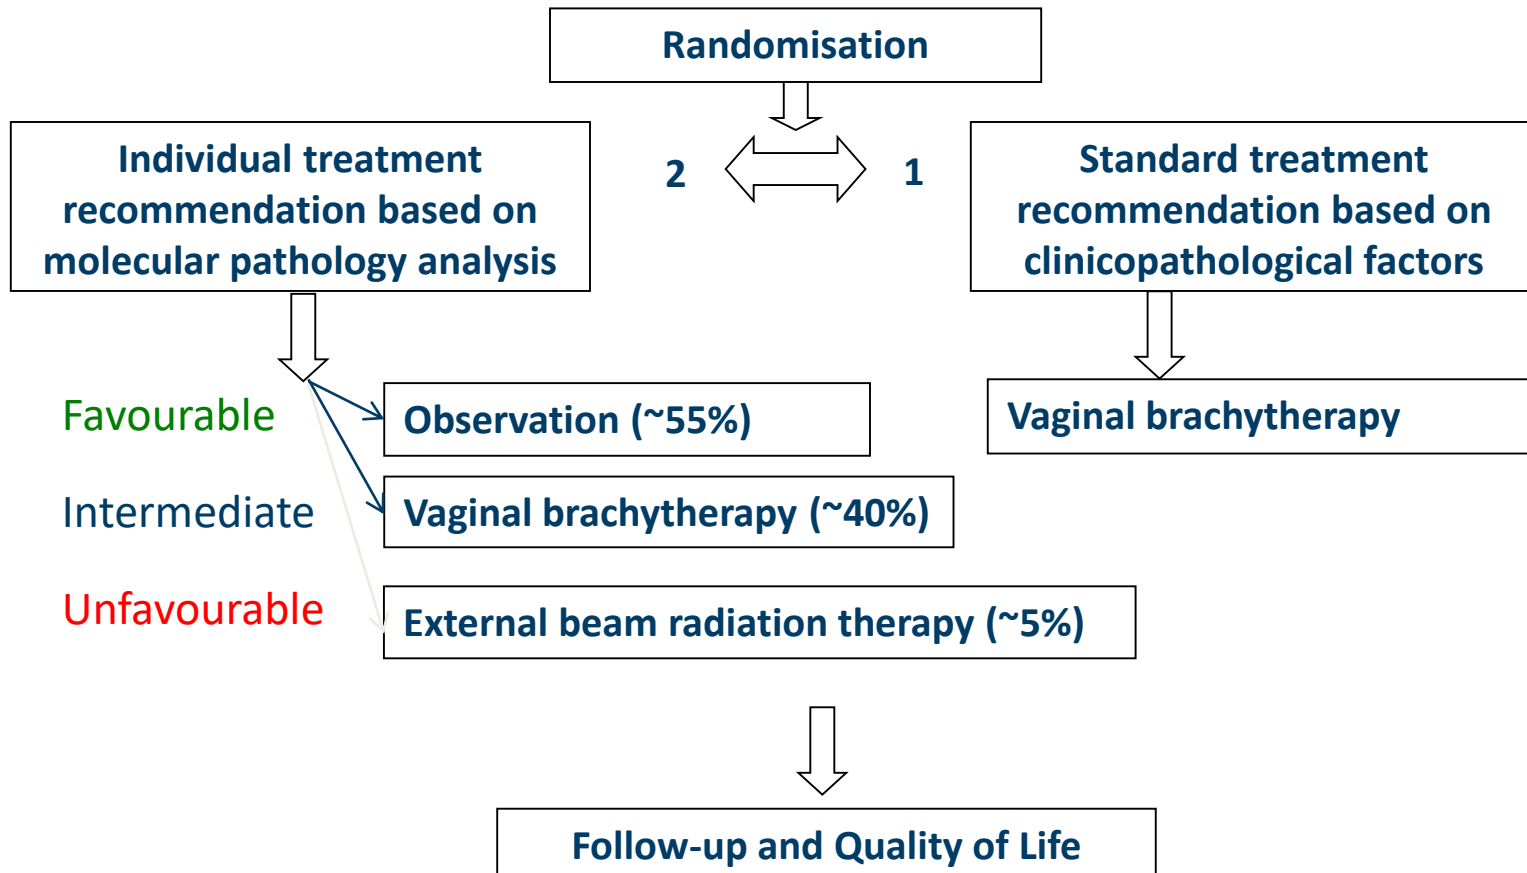 Randomisation
Individual treatment
recommendation based on
molecular pathology analysis
2
1
Standard treatment
recommendation based on
clinicopathological factors
Favourable
Observation (~55%)
Vaginal brachytherapy
Intermediate
Vaginal brachytherapy (~40%)
Unfavourable
External beam radiation therapy (~5%)
Follow-up and Quality of Life